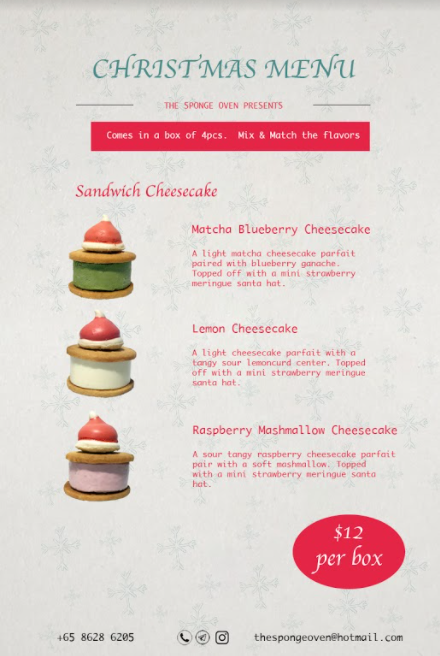 CHRISTMAS MENU
THE SPONGE OVEN PRESENTS
Comes in a box of 4pcs. Mix & Match the flavors
Sandwich Cheesecake
Matcha Blueberry Cheesecake
A light matcha cheesecake parfait
paired with blueberry ganache.
Topped off with a mini strawberry
meringue santa hat.
Lemon Cheesecake
A light cheesecake parfait with a
tangy sour lemoncurd center. Topped
off with a mini strawberry meringue
santa hat.
Raspberry Mashmallow Cheesecake
A sour tangy raspberry cheesecake parfait
pair with a soft mashmallow. Topped
with a mini strawberry meringue santa
hat.
$12
per box
+65 8628 6205
thespongeoven@hotmail.com